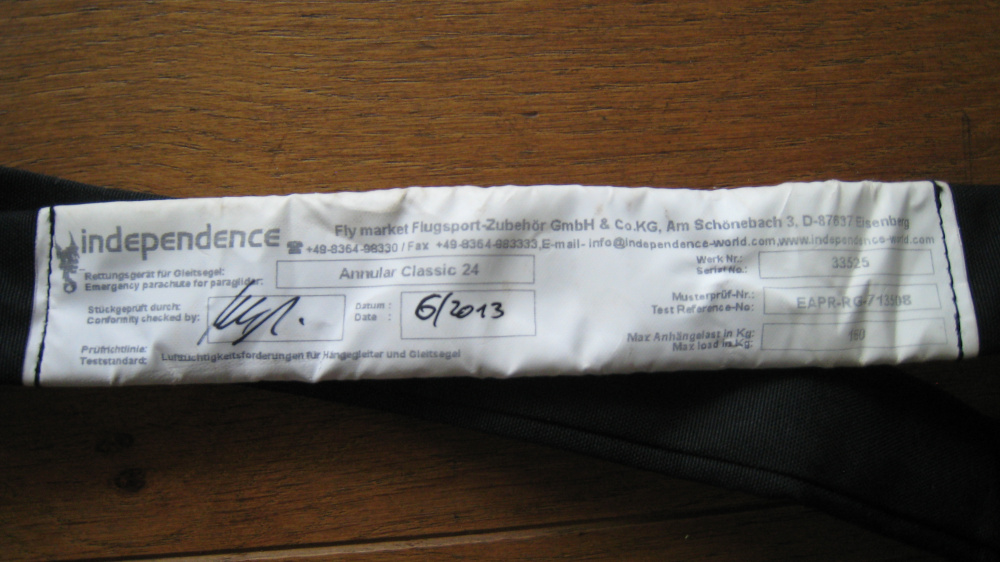 independence
Fly market Flugsport-Zubehör GmbH & Co.KG, Am Schönebach 3, D-87637 Eisenberg
+49-8364-98330 / Fax +49-8364-983333, E-mail- info@independence-world.com, www.independence-world.com
Rettungsgerät für Gleitsegel:
Emergency parachute for paraglider:
Annular Classic 24
Werk Nr.:
Serief No.:
33525
Stückgeprüft durch:
Conformity checked by:
Datum :
Date :
6/2013
Musterprüf-Nr.:
Test Reference-No:
EAPR-RG-
Max Anhängelast in Kg:
Max load in kg:
Prüfrichtlinie:
Teststandard:
Lufttüchtigkeitsforderungen für Hängegleiter und Gleitsegel